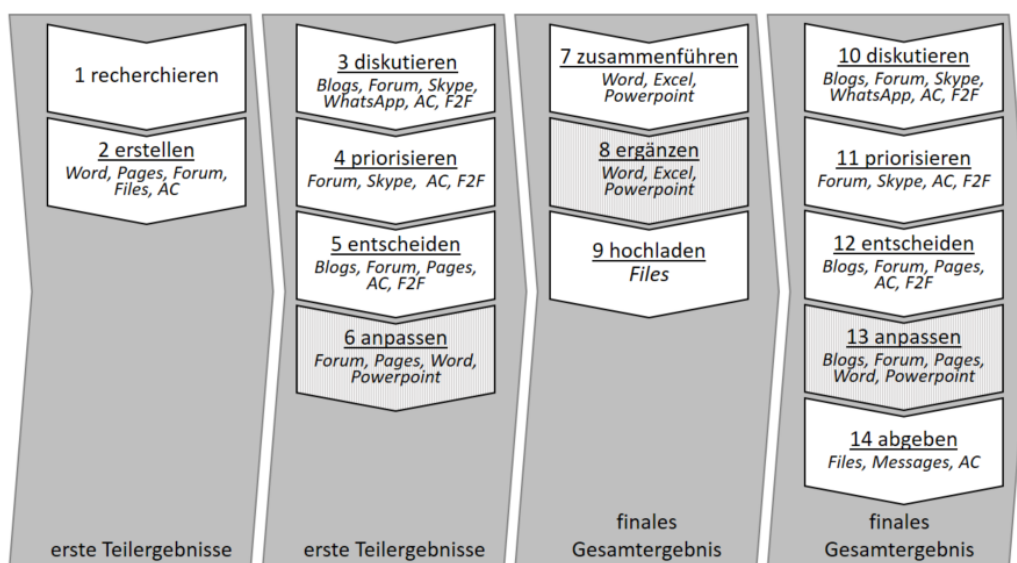 1 recherchieren
2 erstellen
Word, Pages, Forum,
Files, AC
erste Teilergebnisse
3 diskutieren
Blogs, Forum, Skype,
WhatsApp, AC, F2F
4 priorisieren
Forum, Skype, AC, F2F
5 entscheiden
Blogs, Forum, Pages,
AC, F2F
6 anpassen
Forum, Pages, Word,
Powerpoint
erste Teilergebnisse
7 zusammenführen
Word, Excel,
Powerpoint
8 ergänzen
Word, Excel,
Powerpoint
9 hochladen
Files
finales
Gesamtergebnis
10 diskutieren
Blogs, Forum, Skype,
WhatsApp, AC, F2F
11 priorisieren
Forum, Skype, AC, F2F
12 entscheiden
Blogs, Forum, Pages,
AC, F2F
13 anpassen
Blogs, Forum, Pages,
Word, Powerpoint
14 abgeben
Files, Messages, AC
finales
Gesamtergebnis